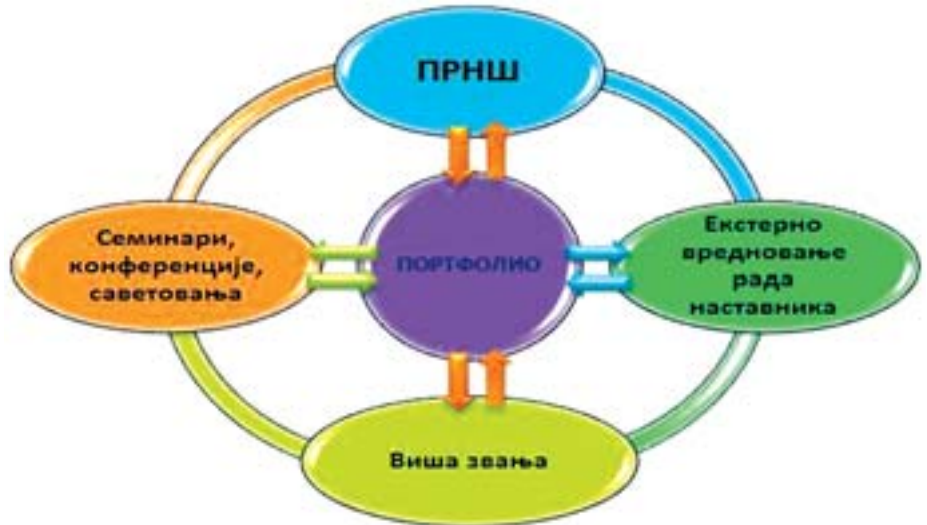 ПРНШ
Семинари,
конференције,
саветовања
ПОРТФОЛИО
Екстерно
вредновање
рада
наставника
Виша звања